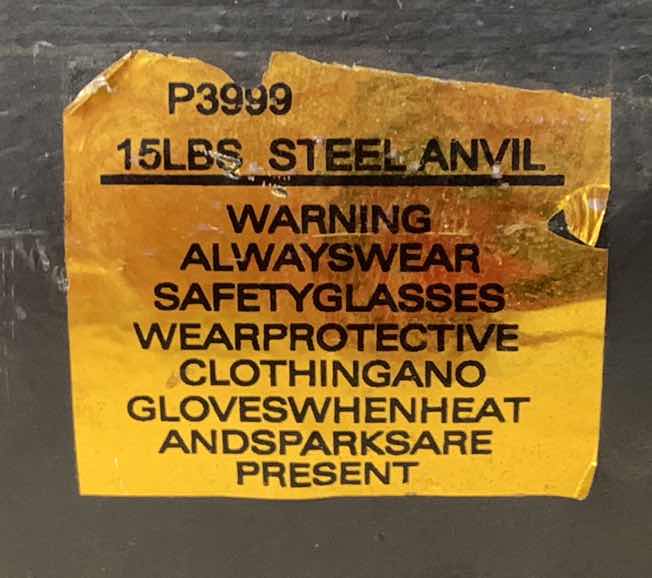 P3999
15LBS STEEL ANVIL
WARNING
ALWAYSWEAR
SAFETYGLASSES
WEARPROTECTIVE
CLOTHINGANO
GLOVESWHENHEAT
ANDSPARKSARE
PRESENT